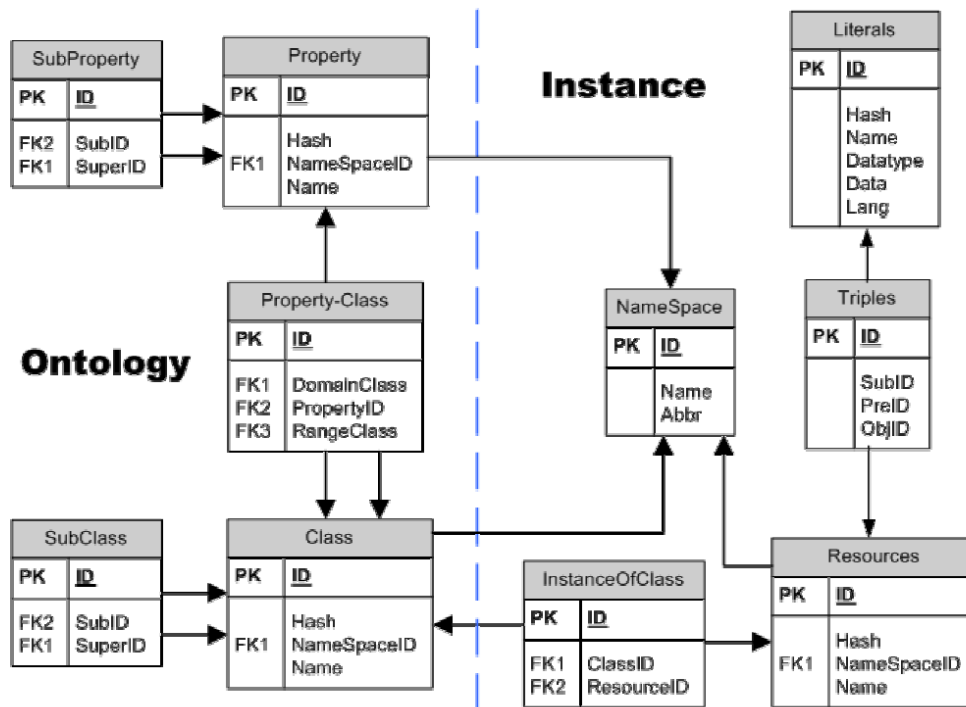 SubProperty
PK ID
FK2 SubID
FK1 SuperID
Property
PK ID
Hash
FK1 NameSpaceID
Name
Instance
Literals
PK ID
Hash
Name
Datatype
Data
Lang
Ontology
Property-Class
PK ID
FK1 DomainClass
FK2 PropertyID
FK3 RangeClass
NameSpace
PK ID
Name
Abbr
Triples
PK ID
SubID
PreID
ObjID
SubClass
PK ID
FK2 SubID
FK1 SuperID
Class
PK ID
Hash
FK1 NameSpaceID
Name
InstanceOfClass
PK ID
FK1 ClassID
FK2 ResourceID
Resources
PK ID
Hash
FK1 NameSpaceID
Name